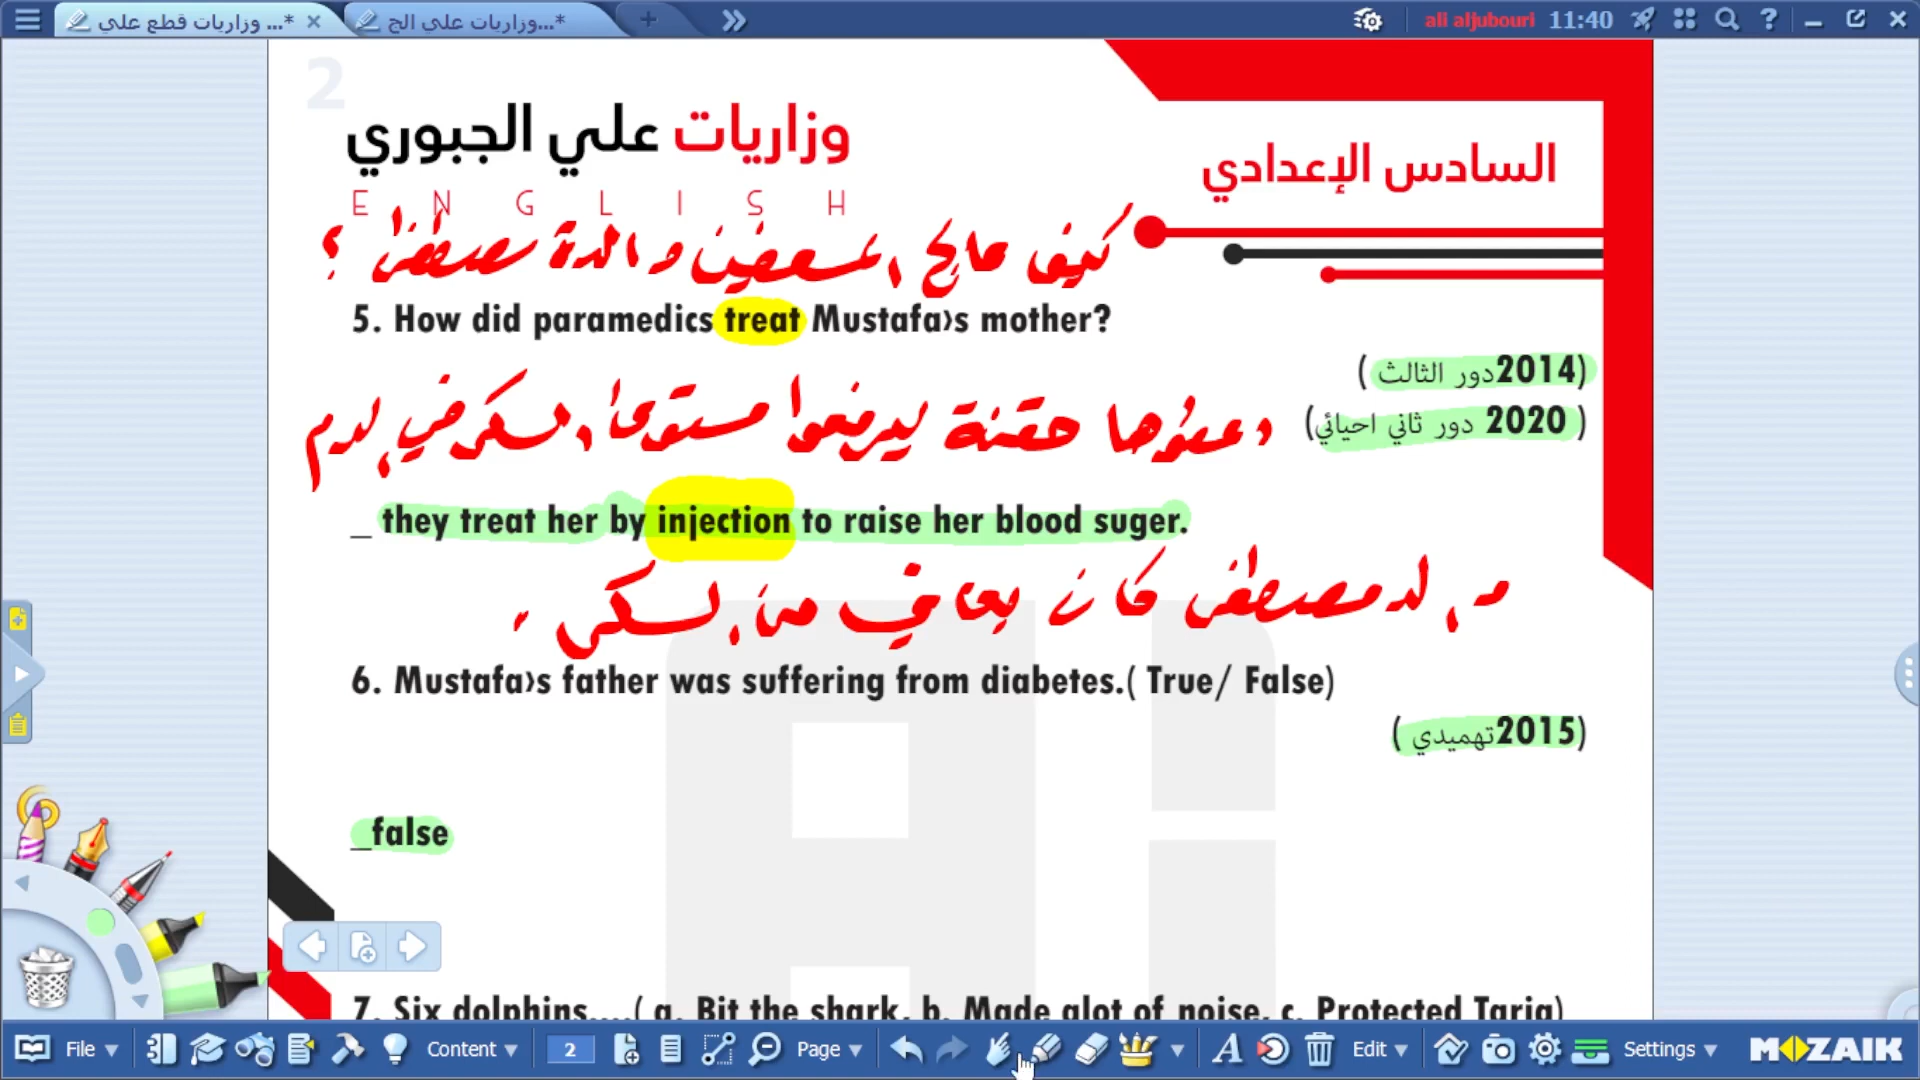 وزاريات قطع علي ... *
وزاريات علي الج...*
ali aljubouri 11:40
2
وزاريات علي الجبوري
ENGLISH
السادس الإعدادي
كيف عالج المسعفين والدة مصطفى ؟
5. How did paramedics treat Mustafa›s mother?
(2014دور الثالث )
(2020 دور ثاني احيائي)
حقنة ليرفعوا مستوى السكر في الدم
_ they treat her by injection to raise her blood suger.
والد مصطفى كان يعاني من السكري .
6. Mustafa›s father was suffering from diabetes.( True/ False)
(2015تهميدي )
_false
7. Six dolphins....( a. Bit the shark, b. Made alot of noise, c. Protected Tariq)
File Content 2 Page Edit Settings MOZAIK